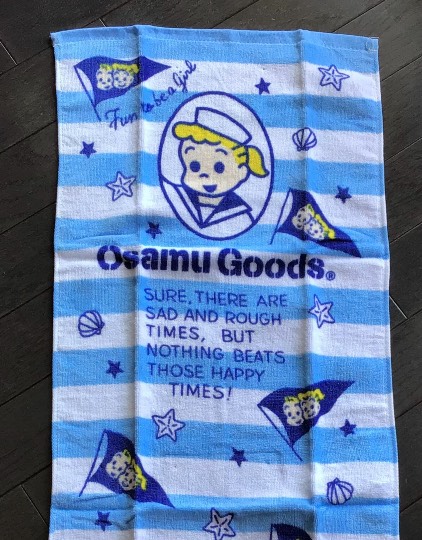 Fun to be a girl
Osamu Goods®
SURE, THERE ARE
SAD AND ROUGH
TIMES, BUT
NOTHING BEATS
THOSE HAPPY
TIMES!